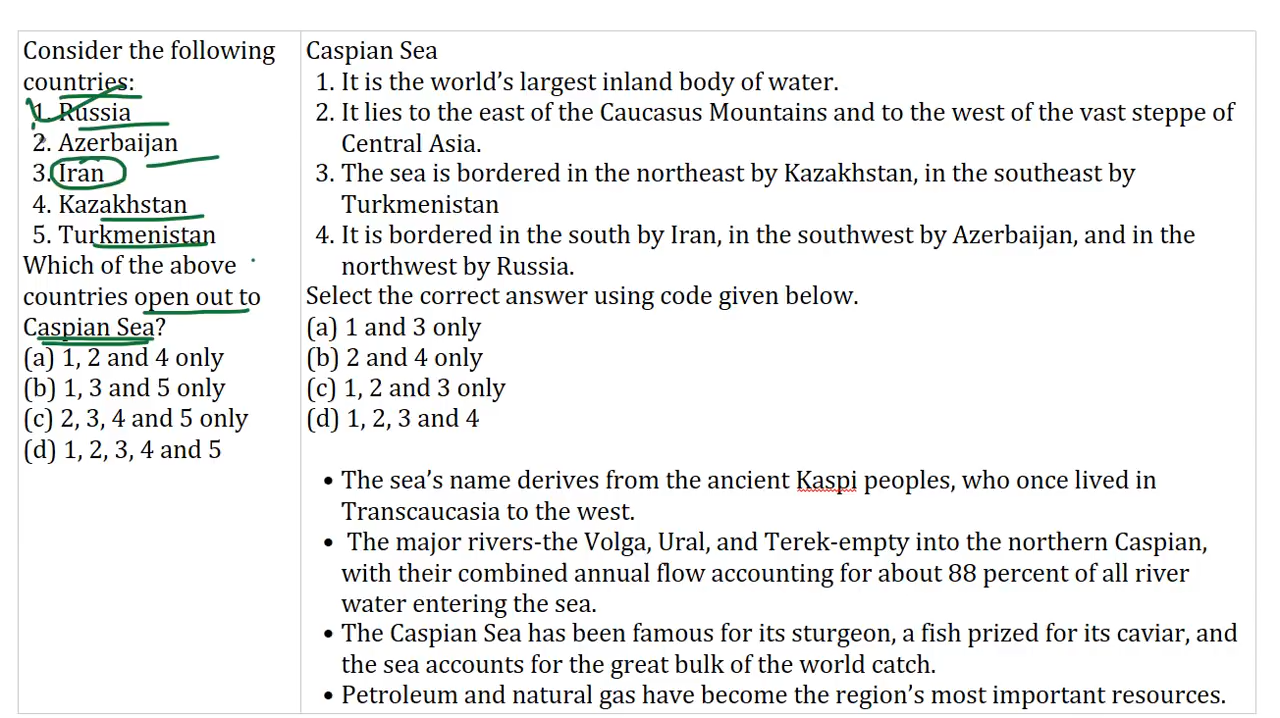 Consider the following
countries:
1. Russia
2. Azerbaijan
3. Iran
4. Kazakhstan
5. Turkmenistan
Which of the above
countries open out to
Caspian Sea?
(a) 1, 2 and 4 only
(b) 1, 3 and 5 only
(c) 2, 3, 4 and 5 only
(d) 1, 2, 3, 4 and 5
Caspian Sea
1. It is the world's largest inland body of water.
2. It lies to the east of the Caucasus Mountains and to the west of the vast steppe of
Central Asia.
3. The sea is bordered in the northeast by Kazakhstan, in the southeast by
Turkmenistan
4. It is bordered in the south by Iran, in the southwest by Azerbaijan, and in the
northwest by Russia.
Select the correct answer using code given below.
(a) 1 and 3 only
(b) 2 and 4 only
(c) 1, 2 and 3 only
(d) 1, 2, 3 and 4
• The sea's name derives from the ancient Kaspi peoples, who once lived in
Transcaucasia to the west.
• The major rivers-the Volga, Ural, and Terek-empty into the northern Caspian,
with their combined annual flow accounting for about 88 percent of all river
water entering the sea.
• The Caspian Sea has been famous for its sturgeon, a fish prized for its caviar, and
the sea accounts for the great bulk of the world catch.
• Petroleum and natural gas have become the region's most important resources.